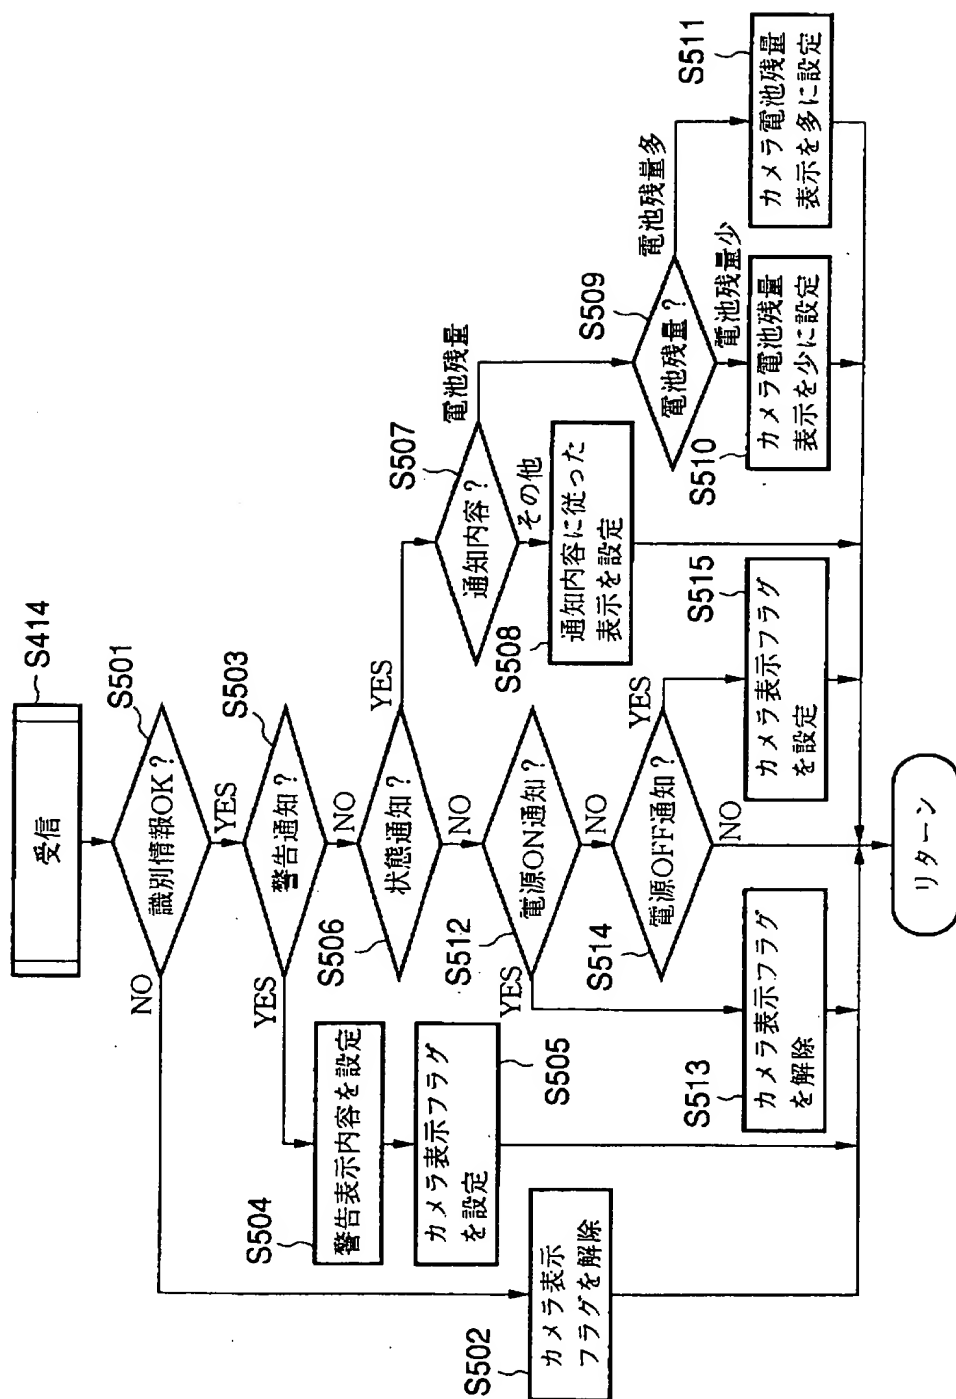 受信
S414
識別情報OK?
S501
NO
YES
カメラ表示
フラグを解除
S502
警告通知?
S503
YES
NO
警告表示内容を設定
S504
カメラ表示フラグ
を設定
S505
状態通知?
S506
YES
NO
通知内容?
S507
電池残量
その他
通知内容に従った
表示を設定
S508
電池残量?
S509
電池残量多
電池残量少
カメラ電池残量
表示を少に設定
S510
カメラ電池残量
表示を多に設定
S511
電源ON通知?
S512
YES
NO
カメラ表示フラグ
を解除
S513
電源OFF通知?
S514
YES
NO
カメラ表示フラグ
を設定
S515
リターン